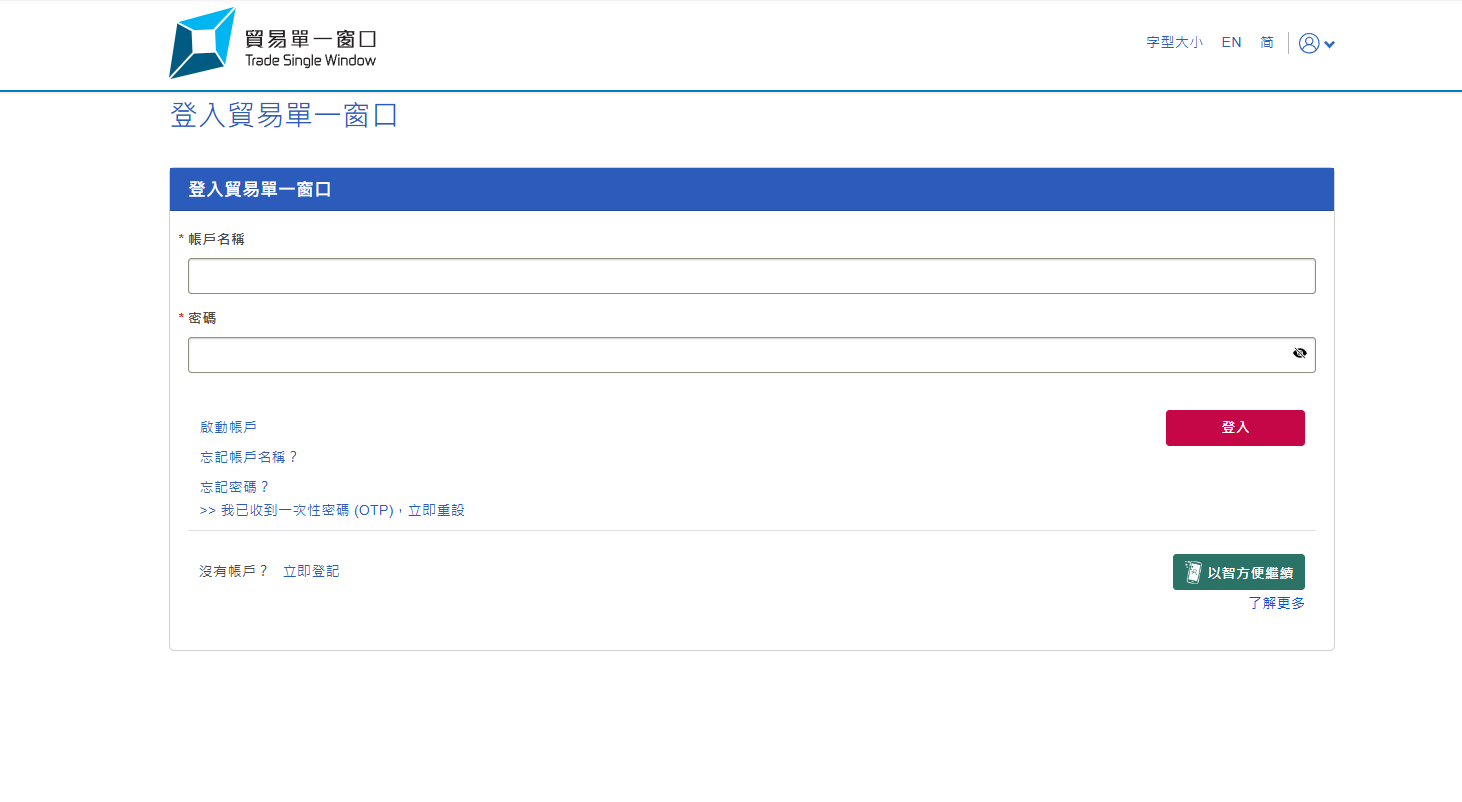 貿易單一窗口
Trade Single Window
字型大小 EN 简
登入貿易單一窗口
登入貿易單一窗口
* 帳戶名稱
* 密碼
啟動帳戶
登入
忘記帳戶名稱？
忘記密碼？
>> 我已收到一次性密碼 (OTP)，立即重設
沒有帳戶？ 立即登記
以智方便繼續
了解更多